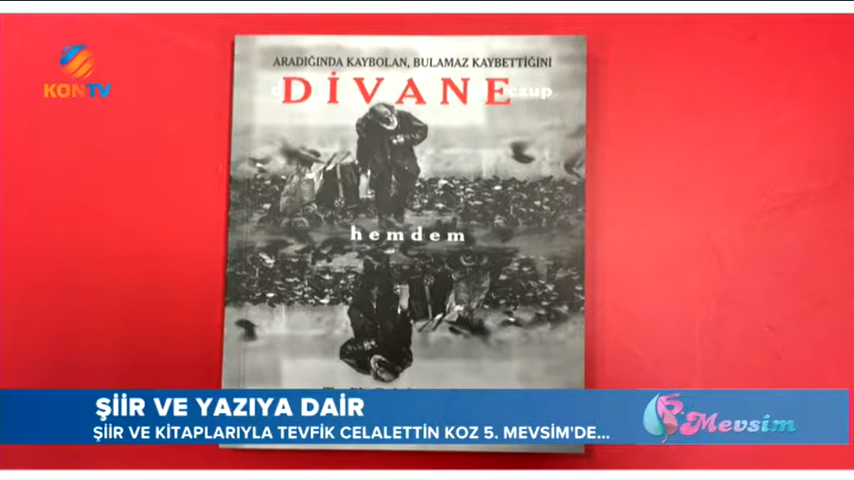 KONTV
ARADIĞINDA KAYBOLAN, BULAMAZ KAYBETTİĞİNİ
DİVANE
czup
hemdem
ŞİİR VE YAZIYA DAİR
ŞİİR VE KİTAPLARIYLA TEVFİK CELALETTİN KOZ 5. MEVSİM'DE...
5. Mevsim